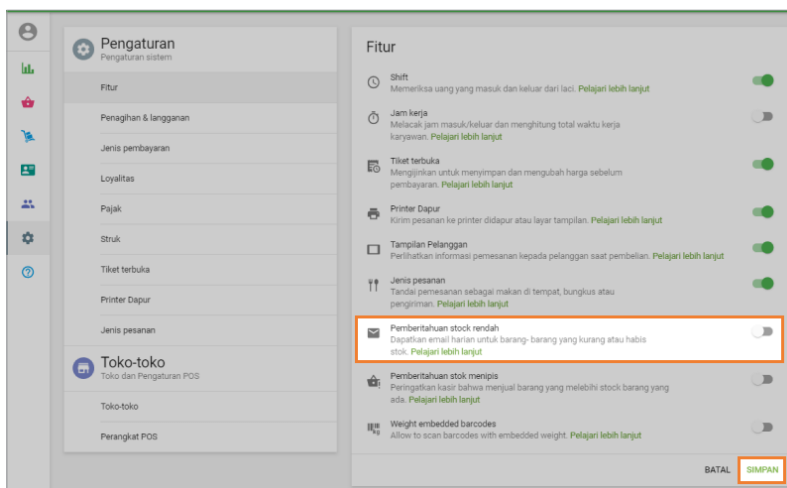 Pengaturan
Pengaturan sistem
Fitur
Penagihan & langganan
Jenis pembayaran
Loyalitas
Pajak
Struk
Tiket terbuka
Printer Dapur
Jenis pesanan
Toko-toko
Toko dan Pengaturan POS
Toko-toko
Perangkat POS
Fitur
Shift
Memeriksa uang yang masuk dan keluar dari laci. Pelajari lebih lanjut
Jam kerja
Melacak jam masuk/keluar dan menghitung total waktu kerja
karyawan. Pelajari lebih lanjut
Tiket terbuka
Mengijinkan untuk menyimpan dan mengubah harga sebelum
pembayaran. Pelajari lebih lanjut
Printer Dapur
Kirim pesanan ke printer didapur atau layar tampilan. Pelajari lebih lanjut
Tampilan Pelanggan
Perlihatkan informasi pemesanan kepada pelanggan saat pembelian. Pelajari lebih lanjut
Jenis pesanan
Tandai pemesanan sebagai makan di tempat, bungkus atau
pengiriman. Pelajari lebih lanjut
Pemberitahuan stock rendah
Dapatkan email harian untuk barang- barang yang kurang atau habis
stok. Pelajari lebih lanjut
Pemberitahuan stok menipis
Peringatkan kasir bahwa menjual barang yang melebihi stock barang yang
ada. Pelajari lebih lanjut
Weight embedded barcodes
Allow to scan barcodes with embedded weight. Pelajari lebih lanjut
BATAL SIMPAN